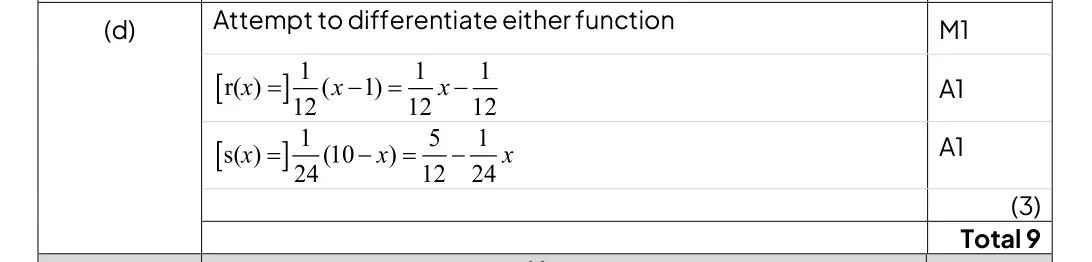 (d) Attempt to differentiate either function M1
[r(x) =] 1/12 (x − 1) = 1/12 x − 1/12 A1
[s(x) =] 1/24 (10 − x) = 5/12 − 1/24 x A1
(3)
Total 9